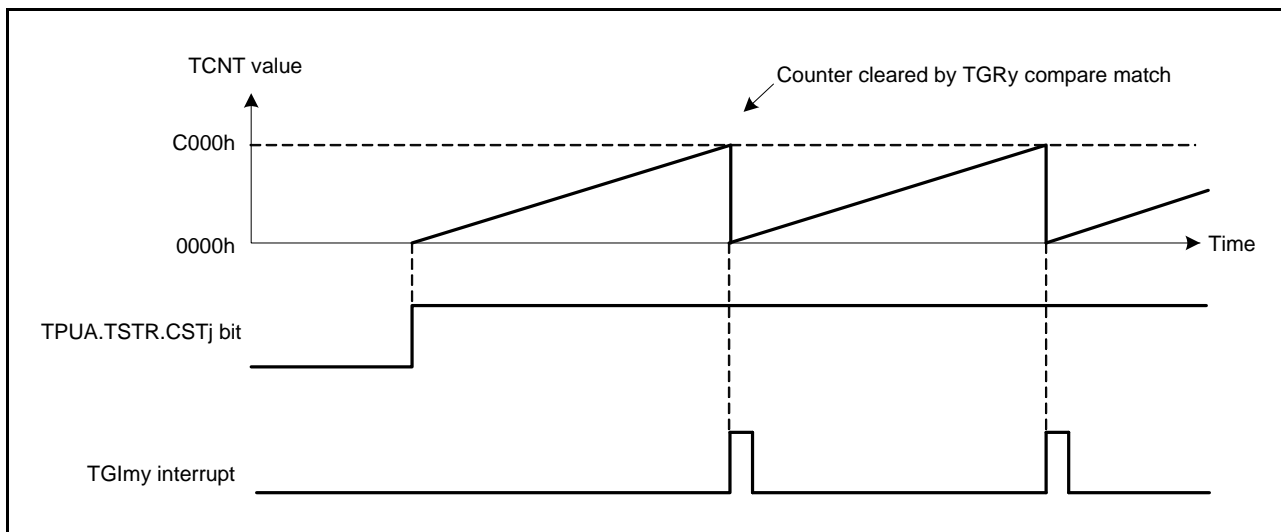 TCNT value
Counter cleared by TGRy compare match
C000h
0000h
Time
TPUA.TSTR.CSTj bit
TGImy interrupt